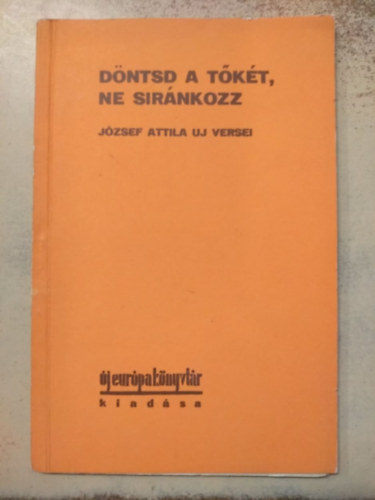 DÖNTSD A TŐKÉT,
NE SIRÁNKOZZ
JÓZSEF ATTILA UJ VERSEI
új európa könyvtár
kiadása